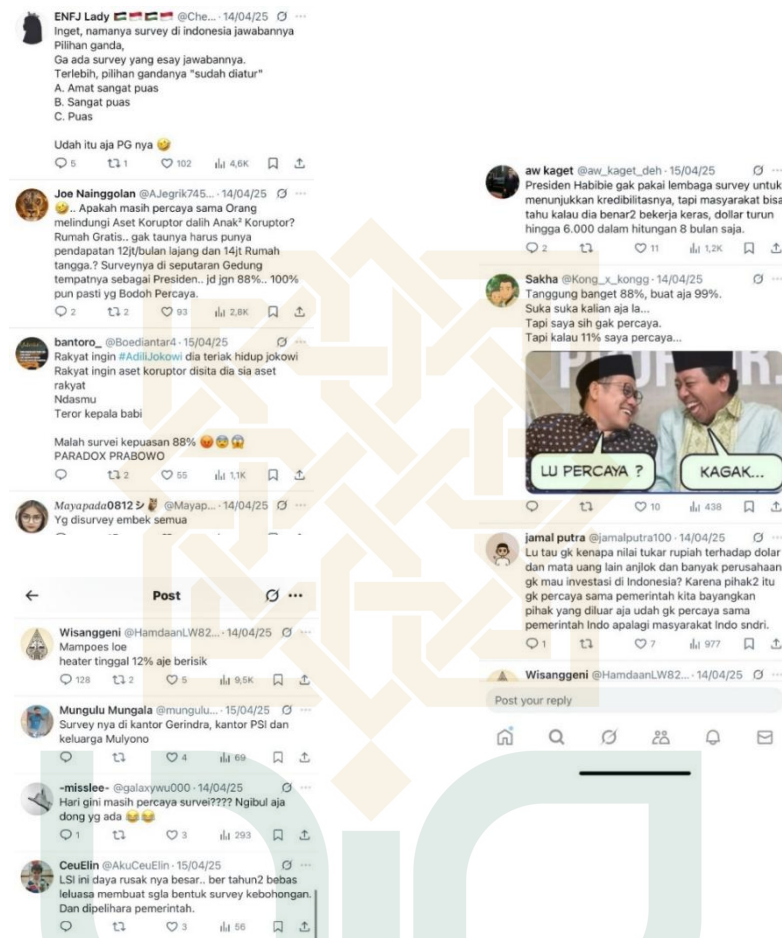 ENFJ Lady @Che... · 14/04/25
Inget, namanya survey di indonesia jawabannya
Pilihan ganda,
Ga ada survey yang esay jawabannya.
Terlebih, pilihan gandanya "sudah diatur"
A. Amat sangat puas
B. Sangat puas
C. Puas
Udah itu aja PG nya 🤣
5 1 102 4,6K
Joe Nainggolan @AJegrik745... · 14/04/25
🤣.. Apakah masih percaya sama Orang
melindungi Aset Koruptor dalih Anak² Koruptor?
Rumah Gratis.. gak taunya harus punya
pendapatan 12jt/bulan lajang dan 14jt Rumah
tangga.? Surveynya di seputaran Gedung
tempatnya sebagai Presiden.. jd jgn 88%.. 100%
pun pasti yg Bodoh Percaya..
2 2 93 2,8K
bantoro_ @Boediantar4 · 15/04/25
Rakyat ingin #AdiliJokowi dia teriak hidup jokowi
Rakyat ingin aset koruptor disita dia sia aset
rakyat
Ndasmu
Teror kepala babi
Malah survei kepuasan 88% 😡😨😱
PARADOX PRABOWO
2 55 1,1K
Mayapada0812シ @Mayap... · 14/04/25
Yg disurvey embek semua
Post
Wisanggeni @HamdaanLW82... · 14/04/25
Mampoes loe
heater tinggal 12% aje berisik
128 2 5 9,5K
Mungulu Mungala @mungulu... · 15/04/25
Survey nya di kantor Gerindra, kantor PSI dan
keluarga Mulyono
4 69
-misslee- @galaxywu000 · 14/04/25
Hari gini masih percaya survei???? Ngibul aja
dong yg ada 😂😂
1 3 293
CeuElin @AkuCeuElin · 15/04/25
LSI ini daya rusak nya besar.. ber tahun2 bebas
leluasa membuat sgla bentuk survey kebohongan.
Dan dipelihara pemerintah.
3 56
aw kaget @aw_kaget_deh · 15/04/25
Presiden Habibie gak pakai lembaga survey untuk
menunjukkan kredibilitasnya, tapi masyarakat bisa
tahu kalau dia benar2 bekerja keras, dollar turun
hingga 6.000 dalam hitungan 8 bulan saja.
2 11 1,2K
Sakha @Kong_x_kongg · 14/04/25
Tanggung banget 88%, buat aja 99%.
Suka suka kalian aja la...
Tapi saya sih gak percaya.
Tapi kalau 11% saya percaya...
LU PERCAYA ?
KAGAK...
10 438
jamal putra @jamalputra100 · 14/04/25
Lu tau gk kenapa nilai tukar rupiah terhadap dolar
dan mata uang lain anjlok dan banyak perusahaan
gk mau investasi di Indonesia? Karena pihak2 itu
gk percaya sama pemerintah kita bayangkan
pihak yang diluar aja udah gk percaya sama
pemerintah Indo apalagi masyarakat Indo sndri.
1 7 977
Wisanggeni @HamdaanLW82... · 14/04/25
Post your reply